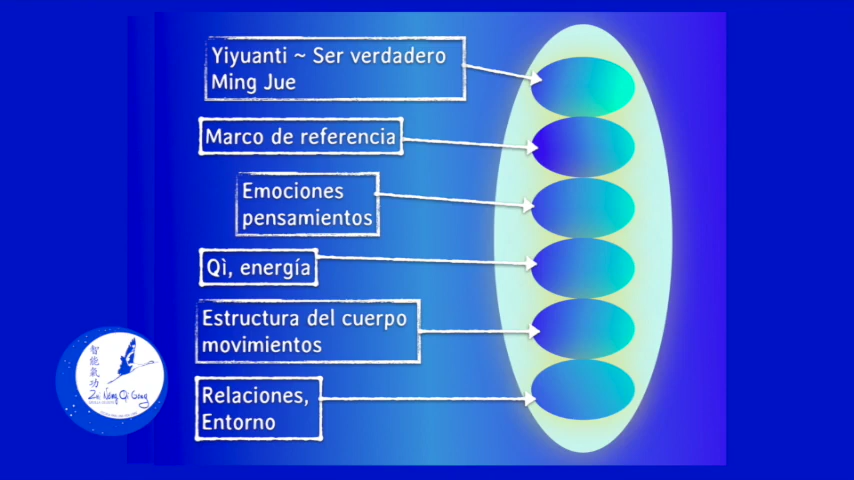 Yiyuanti ~ Ser verdadero
Ming Jue
Marco de referencia
Emociones
pensamientos
Qì, energía
Estructura del cuerpo
movimientos
Relaciones,
Entorno
智能氣功
Zhi Neng Qi Gong